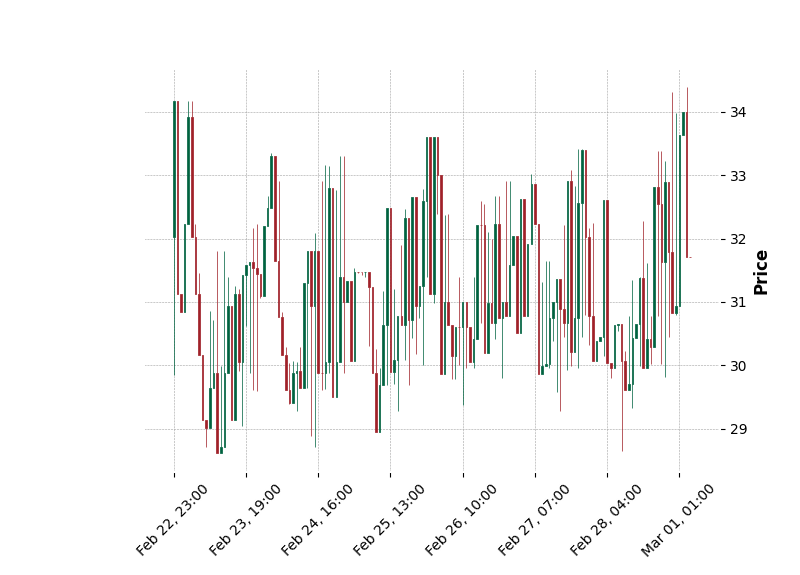 34
33
32
31
30
29
Price
Feb 22, 23:00
Feb 23, 19:00
Feb 24, 16:00
Feb 25, 13:00
Feb 26, 10:00
Feb 27, 07:00
Feb 28, 04:00
Mar 01, 01:00